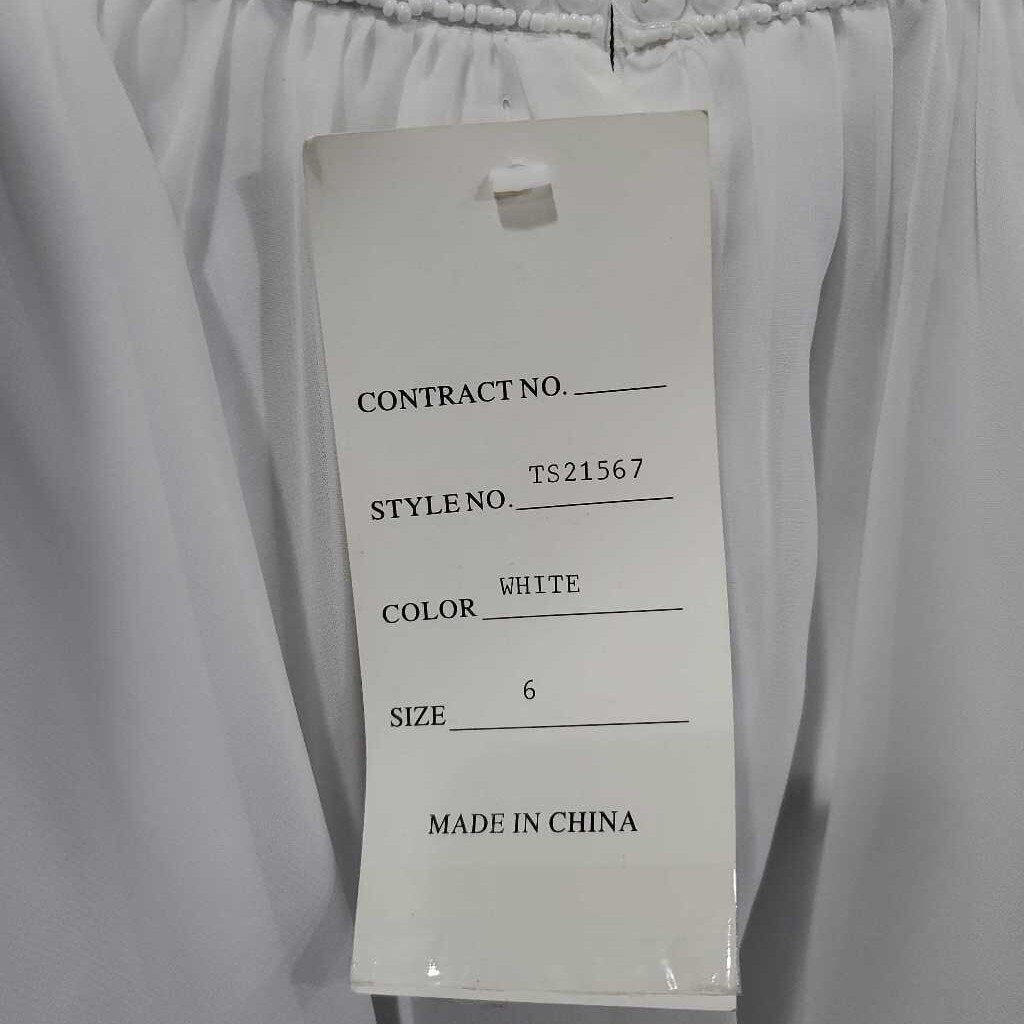 CONTRACT NO.
STYLE NO. TS21567
COLOR WHITE
SIZE 6
MADE IN CHINA